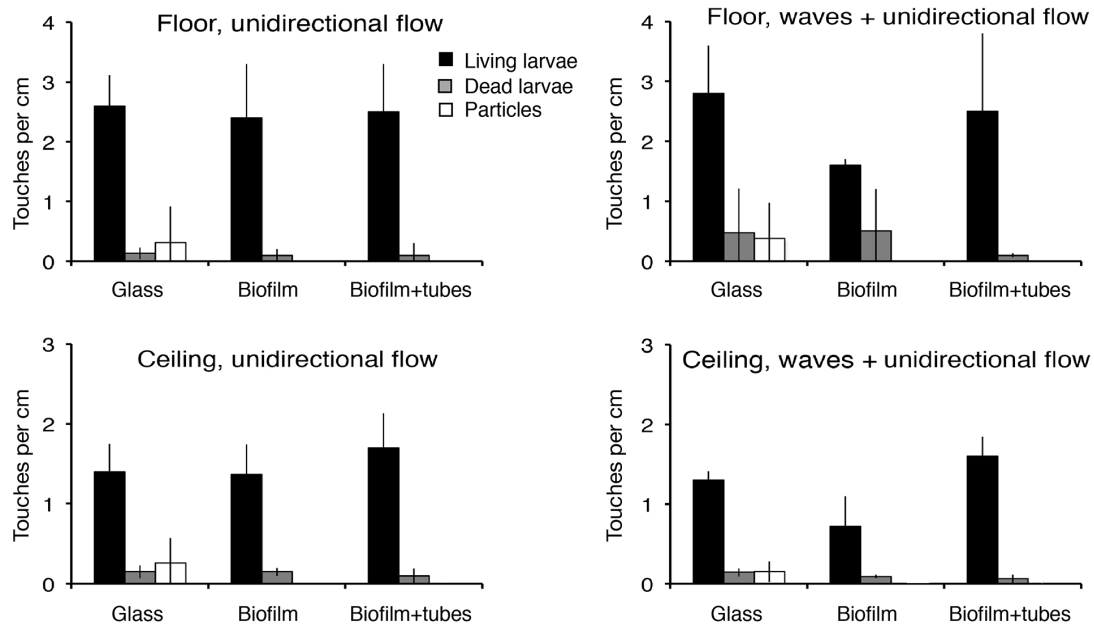 Floor, unidirectional flow
Touches per cm
4
3
2
1
0
Living larvae
Dead larvae
Particles
Glass
Biofilm
Biofilm+tubes
Floor, waves + unidirectional flow
Touches per cm
4
3
2
1
0
Glass
Biofilm
Biofilm+tubes
Ceiling, unidirectional flow
Touches per cm
3
2
1
0
Glass
Biofilm
Biofilm+tubes
Ceiling, waves + unidirectional flow
Touches per cm
3
2
1
0
Glass
Biofilm
Biofilm+tubes